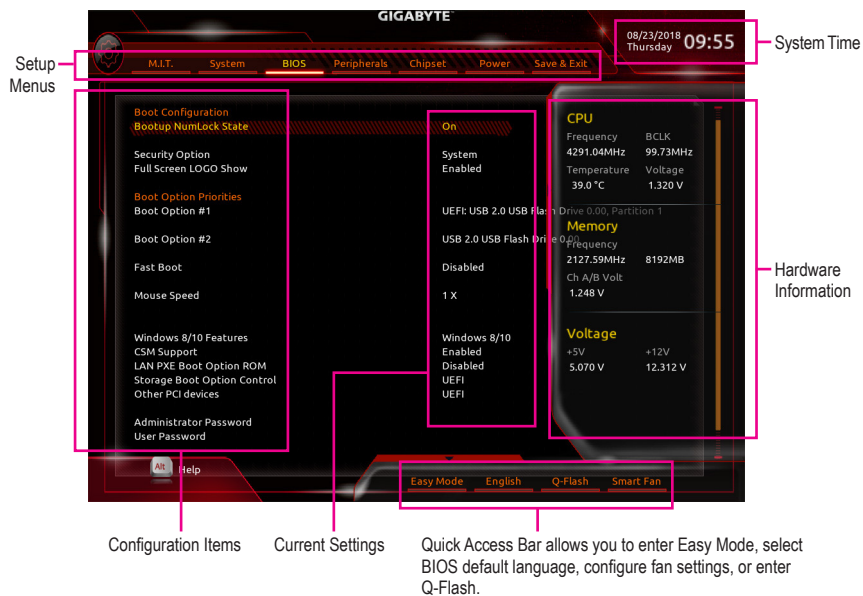 GIGABYTE
08/23/2018
Thursday
09:55
System Time
Setup
Menus
M.I.T. System BIOS Peripherals Chipset Power Save & Exit
Boot Configuration
Bootup NumLock State On
Security Option System
Full Screen LOGO Show Enabled
Boot Option Priorities
Boot Option #1 UEFI: USB 2.0 USB Flash Drive 0.00, Partition 1
Boot Option #2 USB 2.0 USB Flash Drive 0.00
Fast Boot Disabled
Mouse Speed 1 X
Windows 8/10 Features Windows 8/10
CSM Support Enabled
LAN PXE Boot Option ROM Disabled
Storage Boot Option Control UEFI
Other PCI devices UEFI
Administrator Password
User Password
CPU
Frequency BCLK
4291.04MHz 99.73MHz
Temperature Voltage
39.0 °C 1.320 V
Memory
Frequency
2127.59MHz 8192MB
Ch A/B Volt
1.248 V
Voltage
+5V +12V
5.070 V 12.312 V
Hardware
Information
Alt Help
Easy Mode English Q-Flash Smart Fan
Configuration Items
Current Settings
Quick Access Bar allows you to enter Easy Mode, select
BIOS default language, configure fan settings, or enter
Q-Flash.